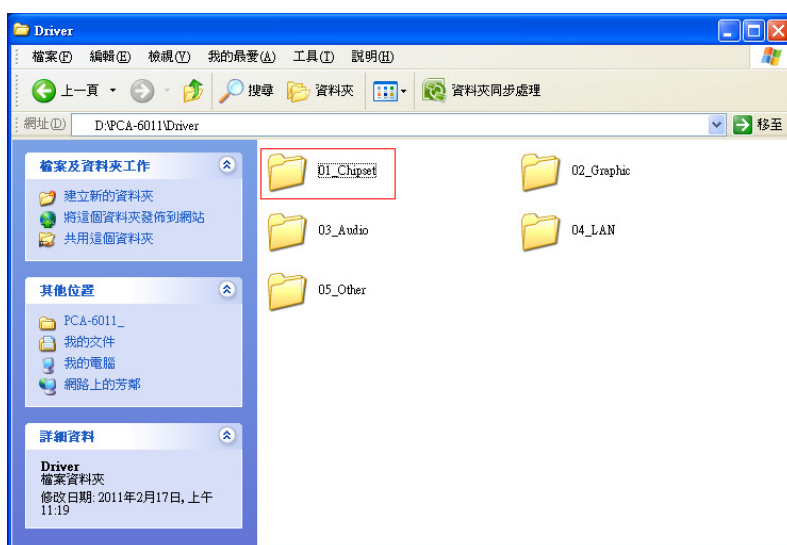 Driver
檔案(F) 編輯(E) 檢視(V) 我的最愛(A) 工具(T) 說明(H)
上一頁 搜尋 資料夾 資料夾同步處理
網址(D) D:\PCA-6011\Driver 移至
檔案及資料夾工作
建立新的資料夾
將這個資料夾發佈到網站
共用這個資料夾
其他位置
PCA-6011_
我的文件
我的電腦
網路上的芳鄰
詳細資料
Driver
檔案資料夾
修改日期: 2011年2月17日, 上午
11:19
01_Chipset
02_Graphic
03_Audio
04_LAN
05_Other